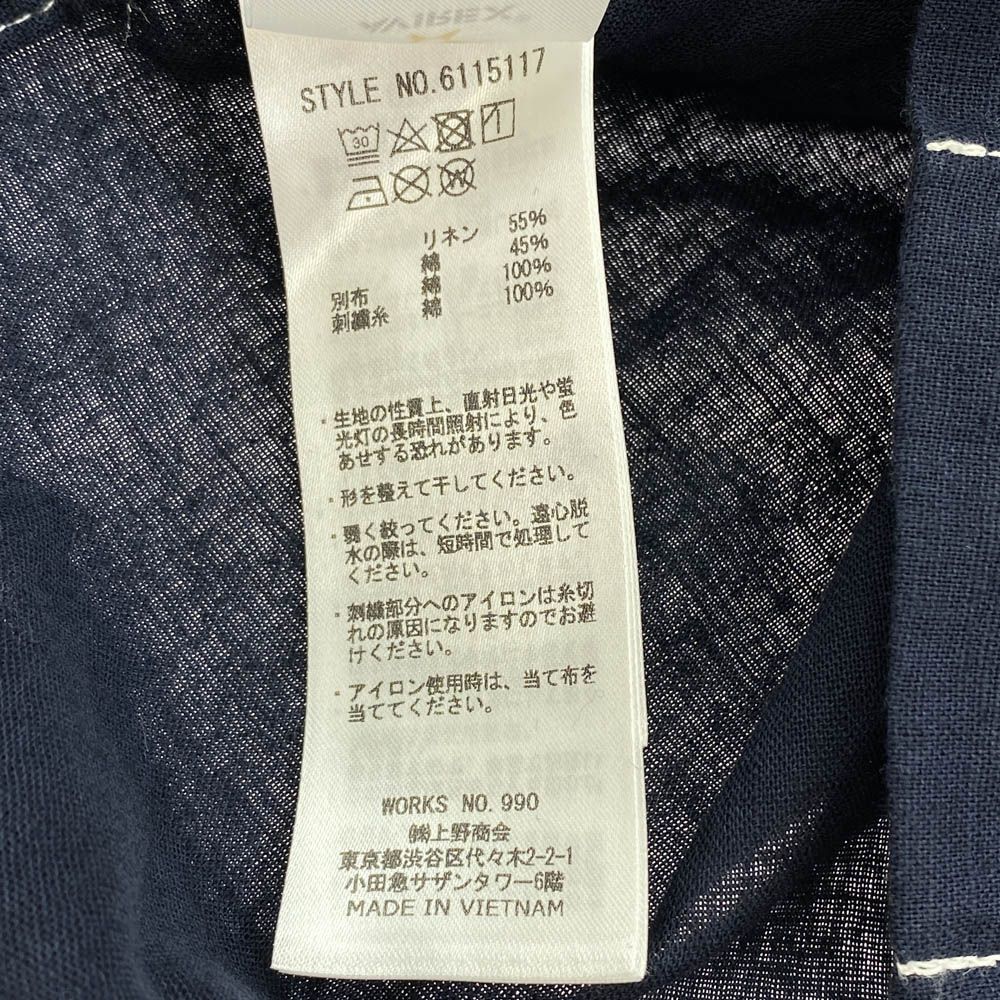 AVIREX
STYLE NO.6115117
30
リネン 55%
綿 45%
別布 綿 100%
刺繍糸 綿 100%
・生地の性質上、直射日光や蛍
光灯の長時間照射により、色
あせする恐れがあります。
・形を整えて干してください。
・弱く絞ってください。遠心脱
水の際は、短時間で処理して
ください。
・刺繍部分へのアイロンは糸切
れの原因になりますのでお避
けください。
・アイロン使用時は、当て布を
当ててください。
WORKS NO. 990
㈱上野商会
東京都渋谷区代々木2-2-1
小田急サザンタワー6階
MADE IN VIETNAM